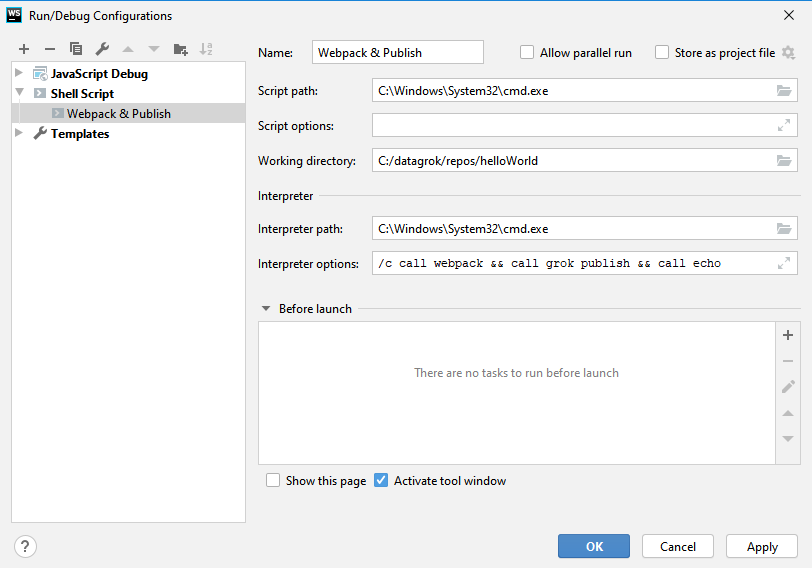 WS Run/Debug Configurations
Name: Webpack & Publish Allow parallel run Store as project file
JavaScript Debug
Shell Script
Webpack & Publish
Templates
Script path: C:\Windows\System32\cmd.exe
Script options:
Working directory: C:/datagrok/repos/helloWorld
Interpreter
Interpreter path: C:\Windows\System32\cmd.exe
Interpreter options: /c call webpack && call grok publish && call echo
Before launch
There are no tasks to run before launch
Show this page Activate tool window
? OK Cancel Apply